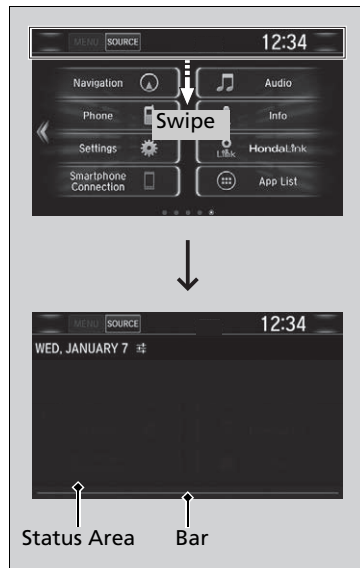 MENU SOURCE 12:34
Navigation Audio
Phone Info
Swipe
Settings Link HondaLink
Smartphone
Connection App List
MENU SOURCE 12:34
WED, JANUARY 7
Status Area Bar